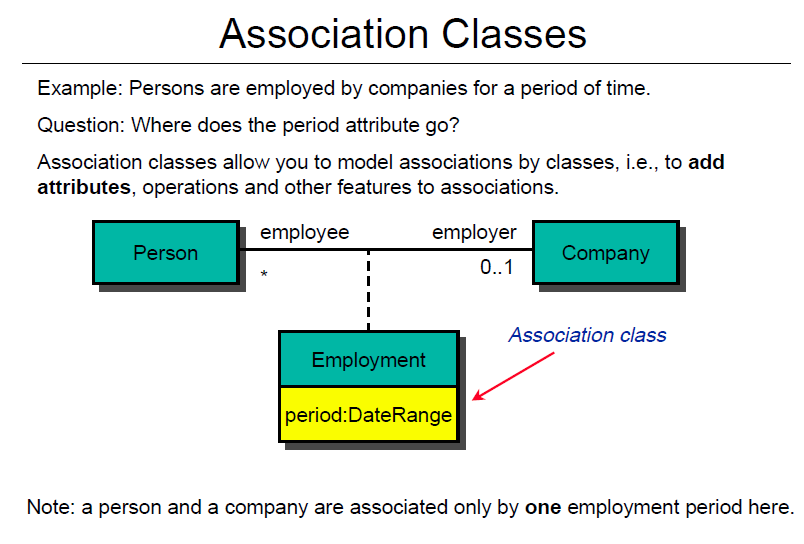 Association Classes
Example: Persons are employed by companies for a period of time.
Question: Where does the period attribute go?
Association classes allow you to model associations by classes, i.e., to add
attributes, operations and other features to associations.
employee
employer
Person
Company
*
0..1
Association class
Employment
period:DateRange
Note: a person and a company are associated only by one employment period here.